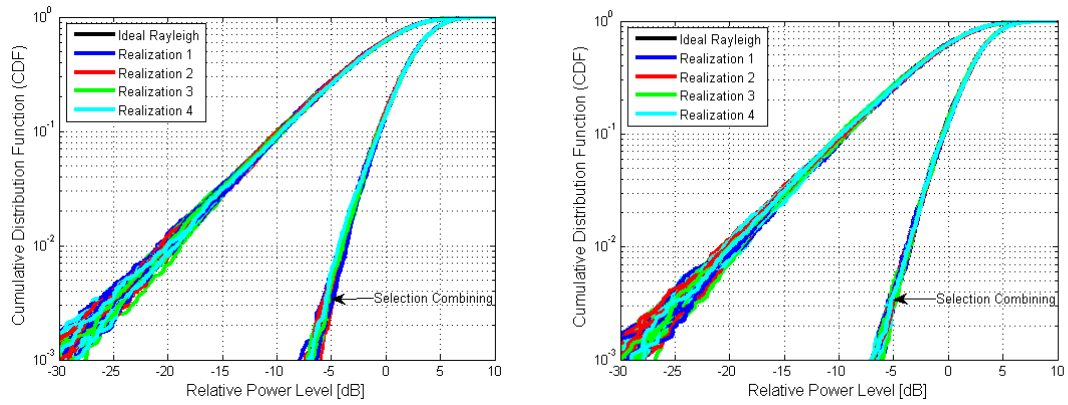 Cumulative Distribution Function (CDF)
10^0
10^-1
10^-2
10^-3
Ideal Rayleigh
Realization 1
Realization 2
Realization 3
Realization 4
Selection Combining
-30 -25 -20 -15 -10 -5 0 5 10
Relative Power Level [dB]
Cumulative Distribution Function (CDF)
10^0
10^-1
10^-2
10^-3
Ideal Rayleigh
Realization 1
Realization 2
Realization 3
Realization 4
Selection Combining
-30 -25 -20 -15 -10 -5 0 5 10
Relative Power Level [dB]